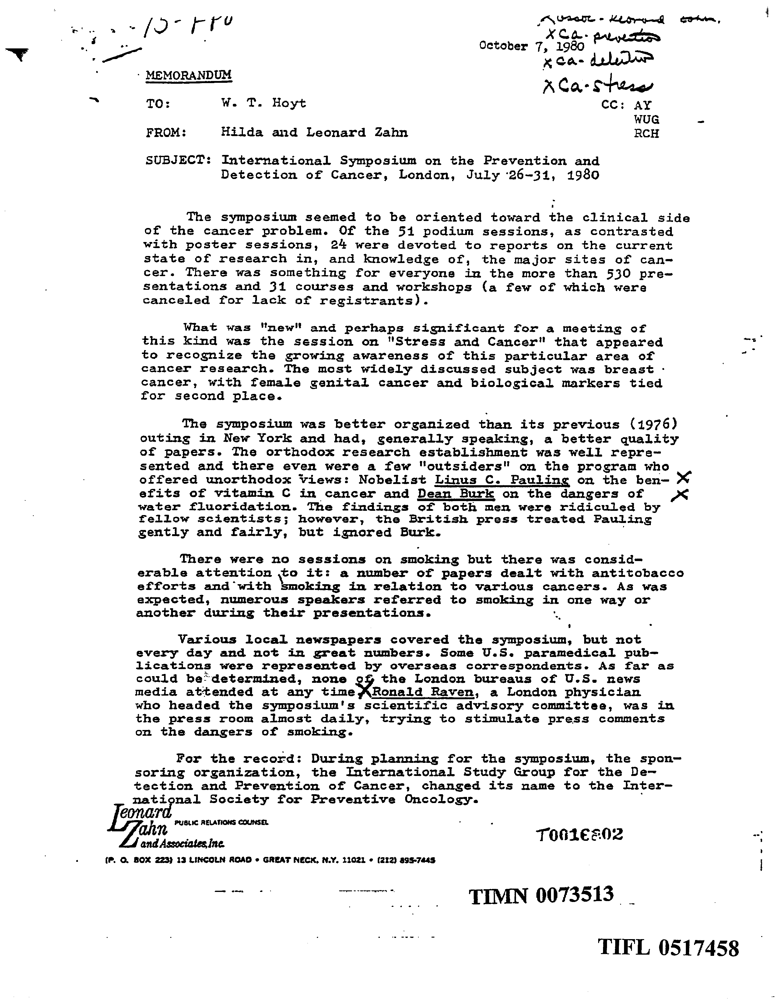 October 7, 1980
XCa-prevention
xca-detection
XCa-stress
MEMORANDUM
TO: W. T. Hoyt
CC: AY
WUG
RCH
FROM: Hilda and Leonard Zahn
SUBJECT: International Symposium on the Prevention and
Detection of Cancer, London, July 26-31, 1980
The symposium seemed to be oriented toward the clinical side
of the cancer problem. Of the 51 podium sessions, as contrasted
with poster sessions, 24 were devoted to reports on the current
state of research in, and knowledge of, the major sites of can-
cer. There was something for everyone in the more than 530 pre-
sentations and 31 courses and workshops (a few of which were
canceled for lack of registrants).
What was "new" and perhaps significant for a meeting of
this kind was the session on "Stress and Cancer" that appeared
to recognize the growing awareness of this particular area of
cancer research. The most widely discussed subject was breast
cancer, with female genital cancer and biological markers tied
for second place.
The symposium was better organized than its previous (1976)
outing in New York and had, generally speaking, a better quality
of papers. The orthodox research establishment was well repre-
sented and there even were a few "outsiders" on the program who
offered unorthodox views: Nobelist Linus C. Pauling on the ben- X
efits of vitamin C in cancer and Dean Burk on the dangers of X
water fluoridation. The findings of both men were ridiculed by
fellow scientists; however, the British press treated Pauling
gently and fairly, but ignored Burk.
There were no sessions on smoking but there was consid-
erable attention to it: a number of papers dealt with antitobacco
efforts and with smoking in relation to various cancers. As was
expected, numerous speakers referred to smoking in one way or
another during their presentations.
Various local newspapers covered the symposium, but not
every day and not in great numbers. Some U.S. paramedical pub-
lications were represented by overseas correspondents. As far as
could be determined, none of the London bureaus of U.S. news
media attended at any time. X Ronald Raven, a London physician
who headed the symposium's scientific advisory committee, was in
the press room almost daily, trying to stimulate press comments
on the dangers of smoking.
For the record: During planning for the symposium, the spon-
soring organization, the International Study Group for the De-
tection and Prevention of Cancer, changed its name to the Inter-
national Society for Preventive Oncology.
Leonard
Zahn PUBLIC RELATIONS COUNSEL
and Associates, Inc.
(P. O. BOX 223) 13 LINCOLN ROAD • GREAT NECK, N.Y. 11021 • (212) 895-7445
TIMN 0073513
TIFL 0517458